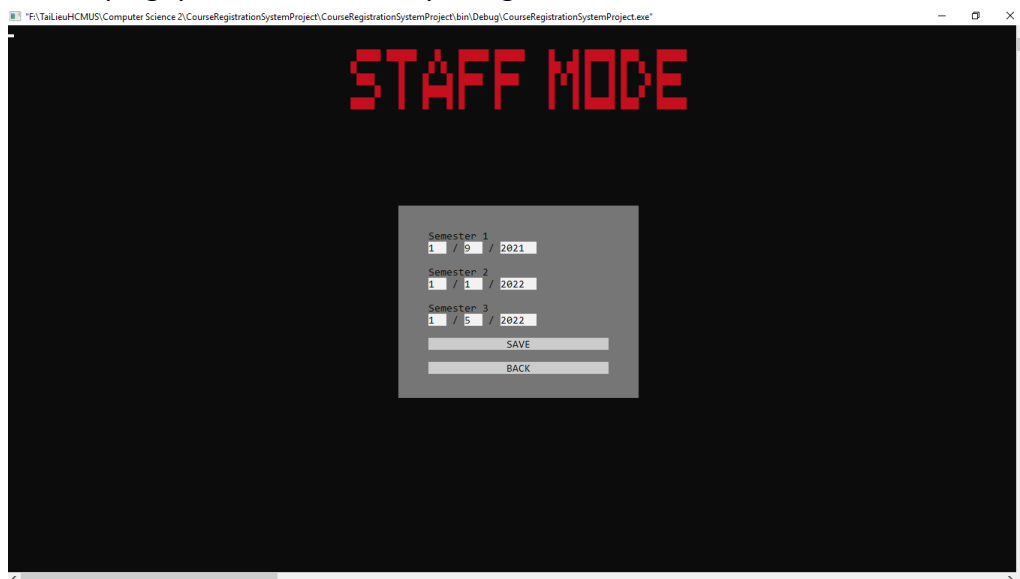 "F:\TaiLieuHCMUS\Computer Science 2\CourseRegistrationSystemProject\CourseRegistrationSystemProject\bin\Debug\CourseRegistrationSystemProject.exe"
STAFF MODE
Semester 1
1 / 9 / 2021
Semester 2
1 / 1 / 2022
Semester 3
1 / 5 / 2022
SAVE
BACK